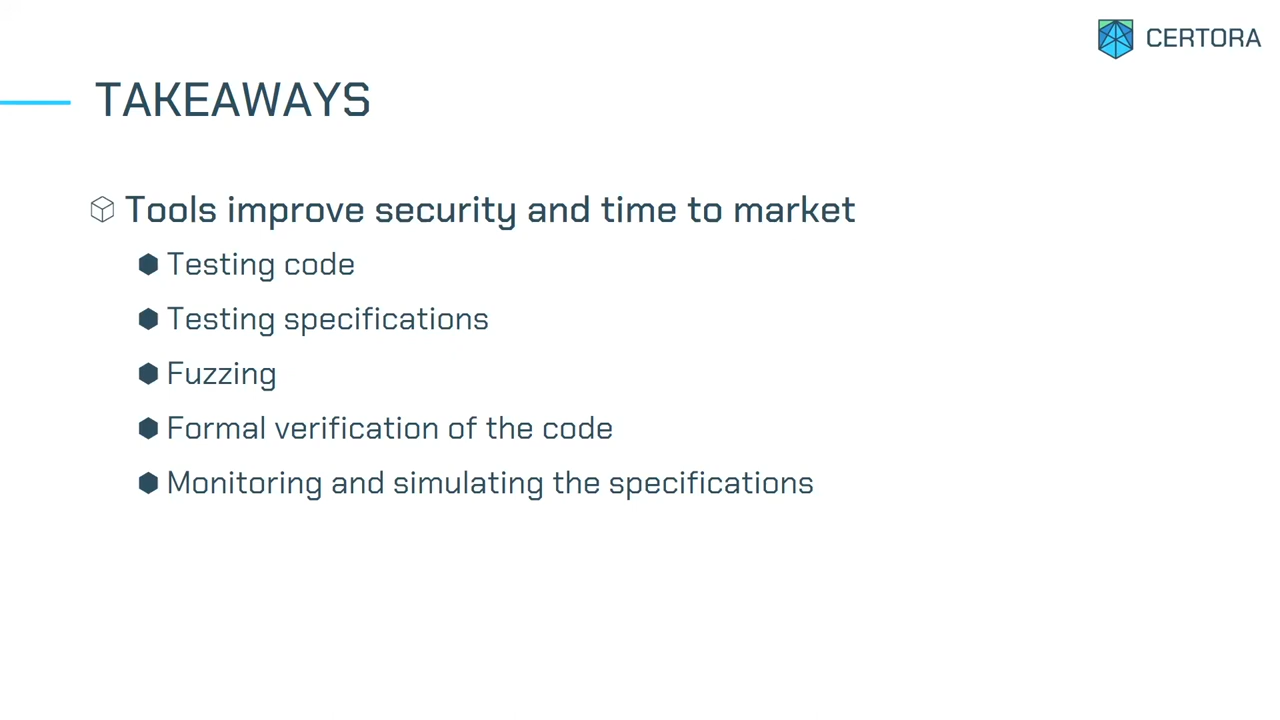 CERTORA
TAKEAWAYS
Tools improve security and time to market
Testing code
Testing specifications
Fuzzing
Formal verification of the code
Monitoring and simulating the specifications